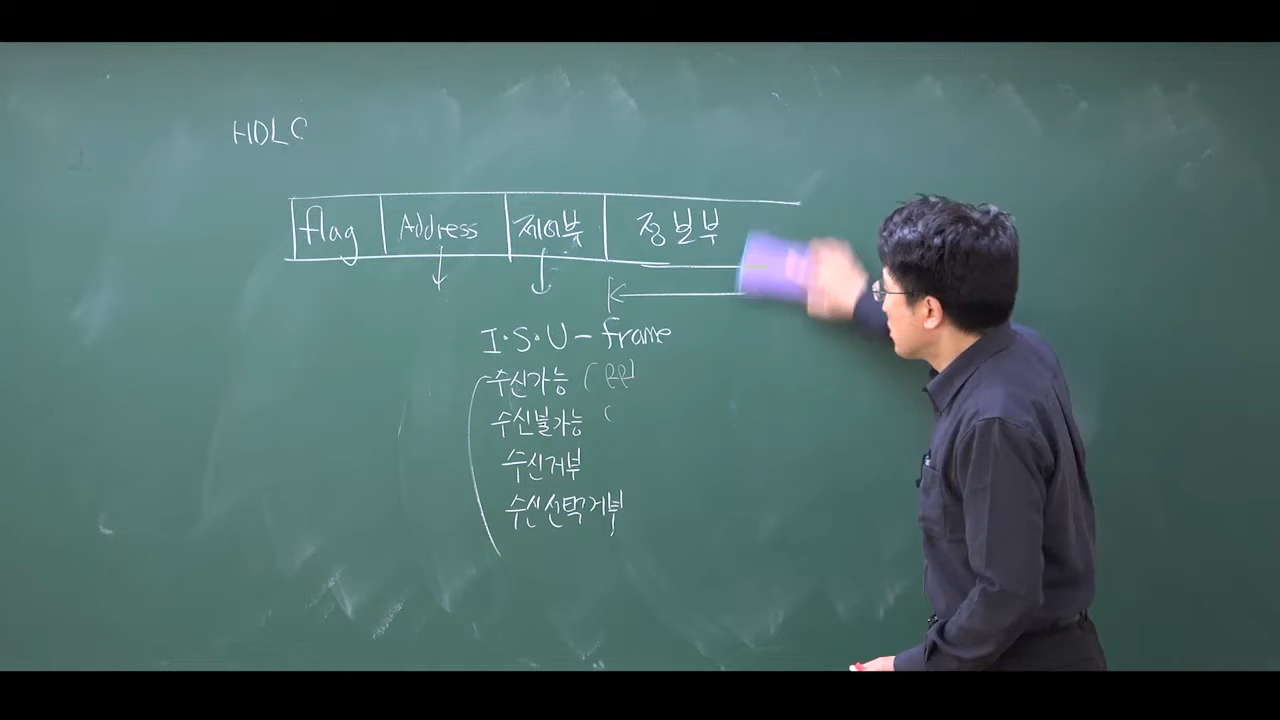 HDLC
flag Address 제어부 정보부
I·S·U-frame
수신가능 (RR)
수신불가능 (
수신거부
수신선택거부